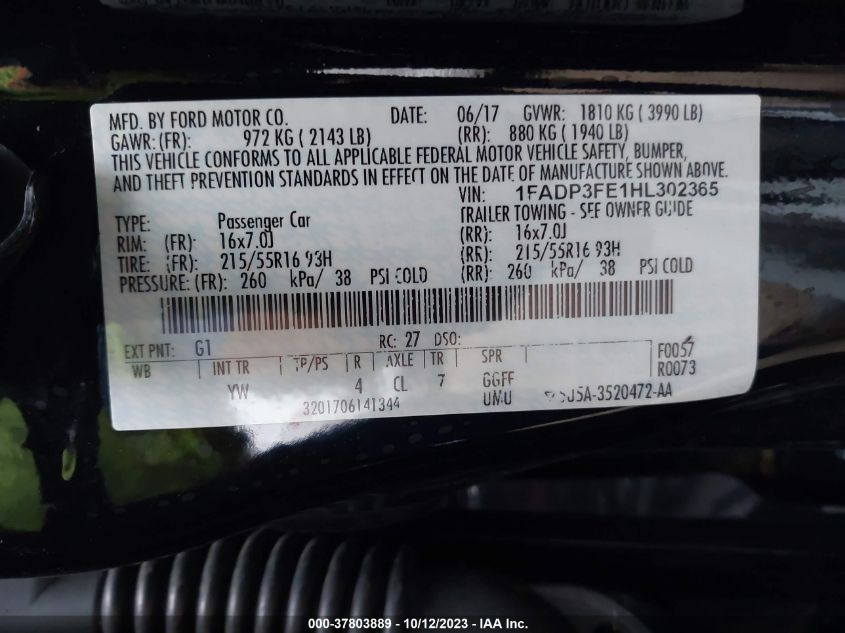 MFD. BY FORD MOTOR CO. DATE: 06/17 GVWR: 1810 KG ( 3990 LB)
GAWR: (FR): 972 KG ( 2143 LB) (RR): 880 KG ( 1940 LB)
THIS VEHICLE CONFORMS TO ALL APPLICABLE FEDERAL MOTOR VEHICLE SAFETY, BUMPER,
AND THEFT PREVENTION STANDARDS IN EFFECT ON THE DATE OF MANUFACTURE SHOWN ABOVE.
VIN: 1FADP3FE1HL302365
TYPE: Passenger Car TRAILER TOWING - SEE OWNER GUIDE
RIM: (FR): 16x7.0J (RR): 16x7.0J
TIRE: (FR): 215/55R16 93H (RR): 215/55R16 93H
PRESSURE: (FR): 260 kPa/ 38 PSI COLD (RR): 260 kPa/ 38 PSI COLD
EXT PNT: G1 RC: 27 DSO: F0057
WB INT TR TP/PS R AXLE TR SPR R0073
YW 4 CL 7 GGFF
3201706141344 UMU 5A-3520472-AA
000-37803889 - 10/12/2023 - IAA Inc.